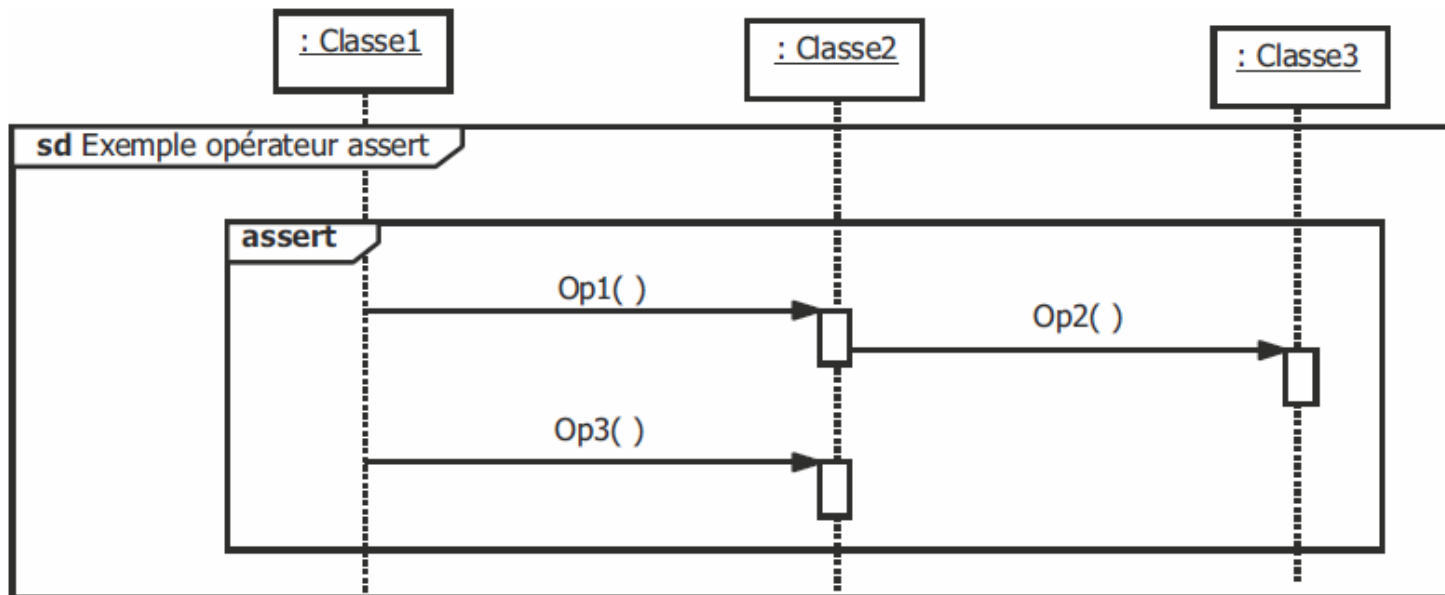 : Classe1
: Classe2
: Classe3
sd Exemple opérateur assert
assert
Op1( )
Op2( )
Op3( )